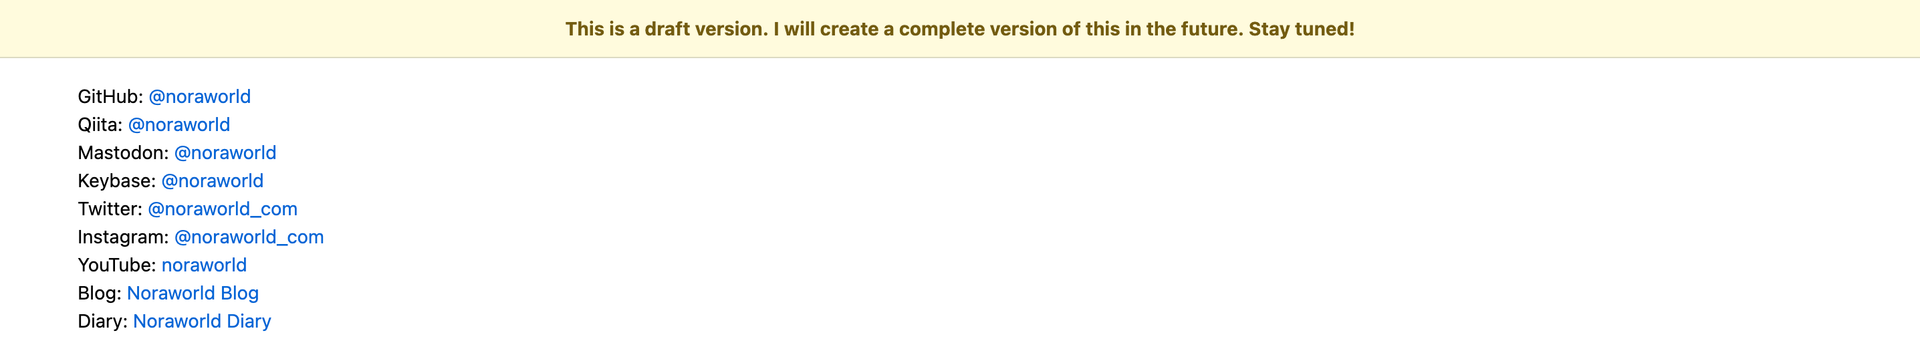 This is a draft version. I will create a complete version of this in the future. Stay tuned!
GitHub: @noraworld
Qiita: @noraworld
Mastodon: @noraworld
Keybase: @noraworld
Twitter: @noraworld_com
Instagram: @noraworld_com
YouTube: noraworld
Blog: Noraworld Blog
Diary: Noraworld Diary